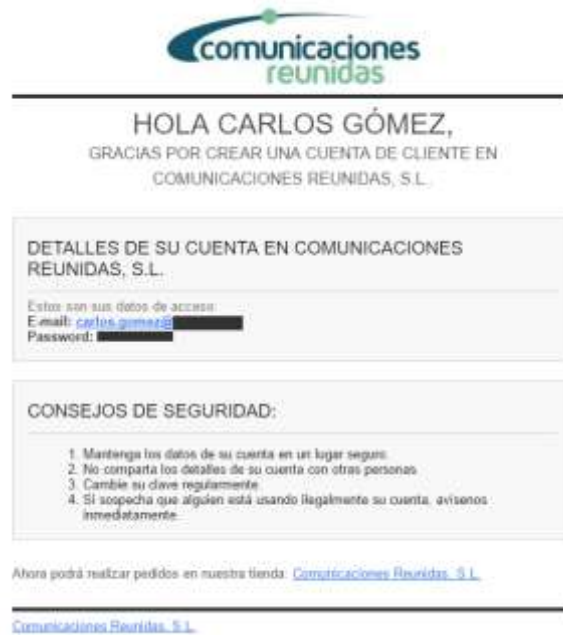 comunicaciones
reunidas
HOLA CARLOS GÓMEZ,
GRACIAS POR CREAR UNA CUENTA DE CLIENTE EN
COMUNICACIONES REUNIDAS, S.L.
DETALLES DE SU CUENTA EN COMUNICACIONES
REUNIDAS, S.L.
Estos son sus datos de acceso
E-mail: carlos.gomez@
Password:
CONSEJOS DE SEGURIDAD:
1. Mantenga los datos de su cuenta en un lugar seguro.
2. No comparta los detalles de su cuenta con otras personas
3. Cambie su clave regularmente.
4. Si sospecha que alguien está usando ilegalmente su cuenta, avisenos
inmediatamente.
Ahora podrá realizar pedidos en nuestra tienda: Comunicaciones Reunidas, S.L.
Comunicaciones Reunidas, S.L.